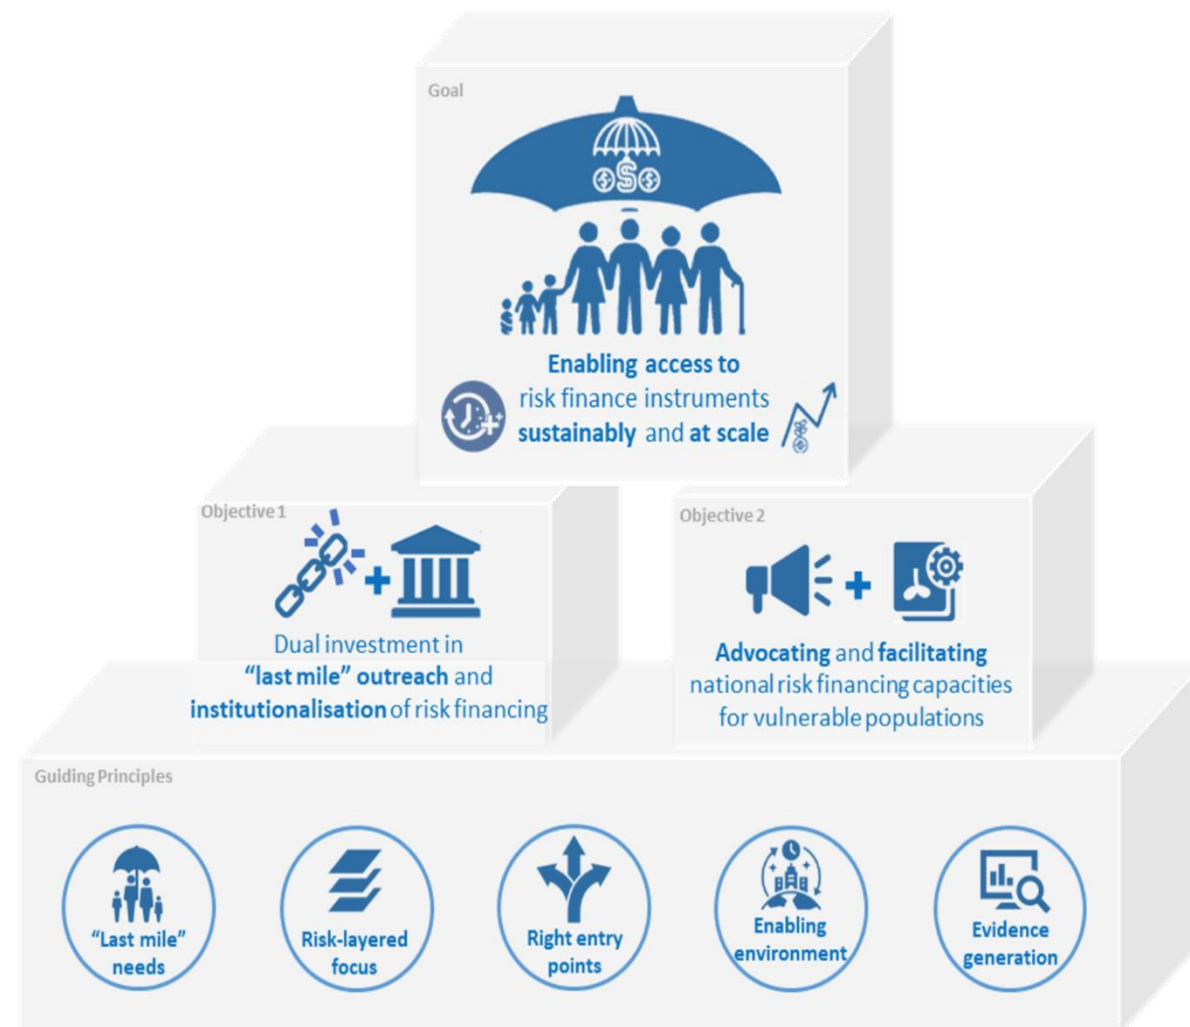 Goal
Enabling access to
risk finance instruments
sustainably and at scale
Objective 1
Dual investment in
“last mile” outreach and
institutionalisation of risk financing
Objective 2
Advocating and facilitating
national risk financing capacities
for vulnerable populations
Guiding Principles
“Last mile”
needs
Risk-layered
focus
Right entry
points
Enabling
environment
Evidence
generation